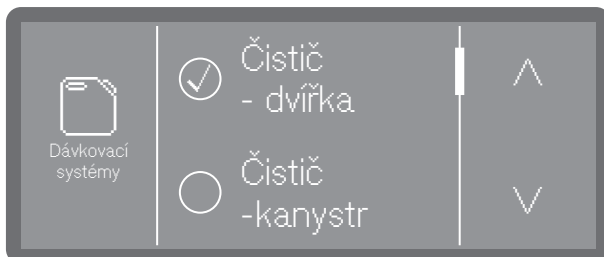 Dávkovací
systémy
Čistič
- dvířka
Čistič
-kanystr